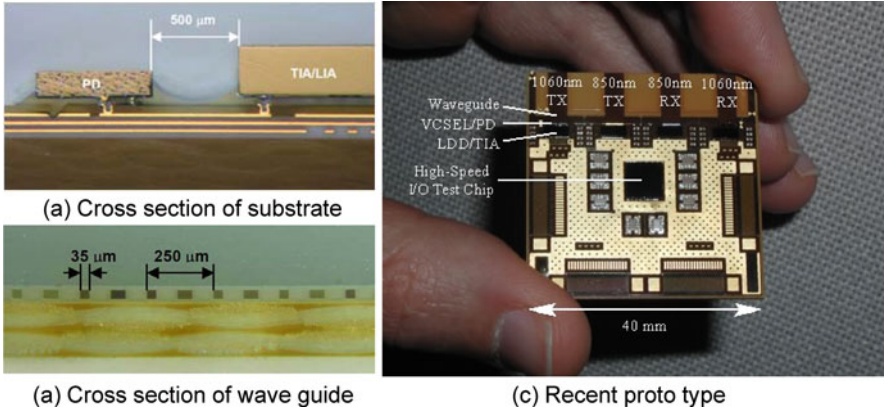 500 μm
PD
TIA/LIA
(a) Cross section of substrate
35 μm
250 μm
(a) Cross section of wave guide
1060nm 850nm 850nm 1060nm
TX TX RX RX
Waveguide
VCSEL/PD
LDD/TIA
High-Speed
I/O Test Chip
40 mm
(c) Recent proto type